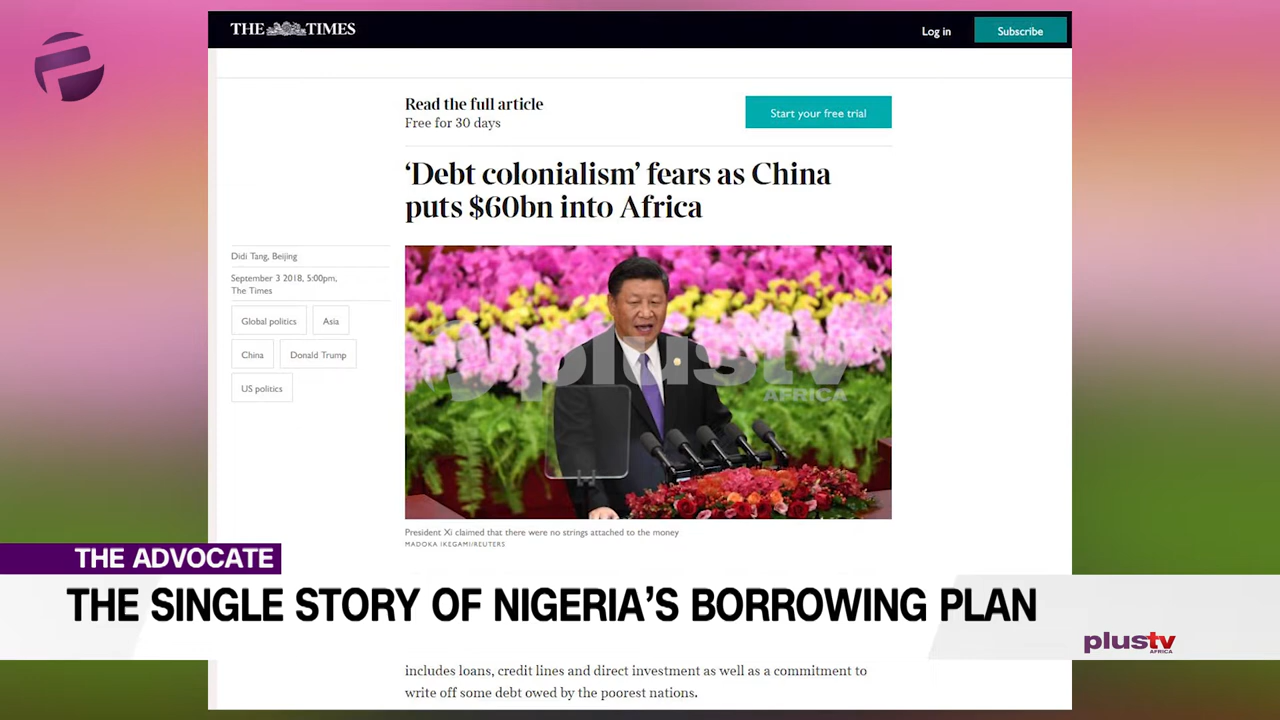 THE TIMES
Log in
Subscribe
Read the full article
Free for 30 days
Start your free trial
‘Debt colonialism’ fears as China
puts $60bn into Africa
Didi Tang, Beijing
September 3 2018, 5:00pm,
The Times
Global politics
Asia
China
Donald Trump
US politics
plustv
AFRICA
President Xi claimed that there were no strings attached to the money
MADOKA IKEGAMI/REUTERS
THE ADVOCATE
THE SINGLE STORY OF NIGERIA’S BORROWING PLAN
plustv
AFRICA
includes loans, credit lines and direct investment as well as a commitment to
write off some debt owed by the poorest nations.